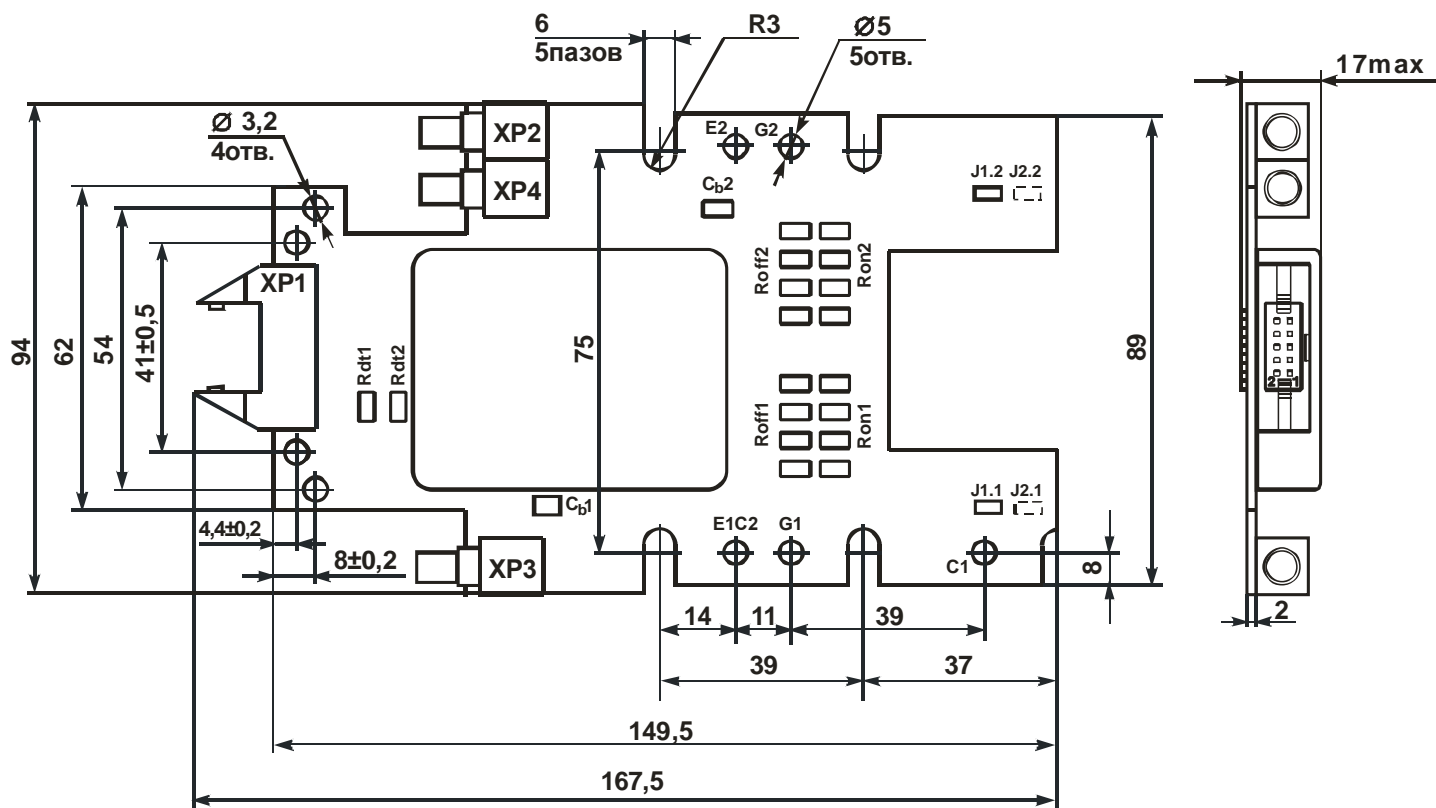 6
5пазов
R3
Ø5
5отв.
17max
Ø 3,2
4отв.
XP2
XP4
E2
G2
Cb2
J1.2 J2.2
XP1
Roff2
Ron2
94
62
54
41±0,5
75
89
Rdt1
Rdt2
Roff1
Ron1
2 1
Cb1
J1.1 J2.1
4,4±0,2
8±0,2
XP3
E1C2
G1
C1
8
2
14
11
39
39
37
149,5
167,5